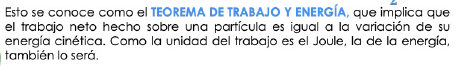 Esto se conoce como el TEOREMA DE TRABAJO Y ENERGÍA, que implica que
el trabajo neto hecho sobre una partícula es igual a la variación de su
energía cinética. Como la unidad del trabajo es el Joule, la de la energía,
también lo será.